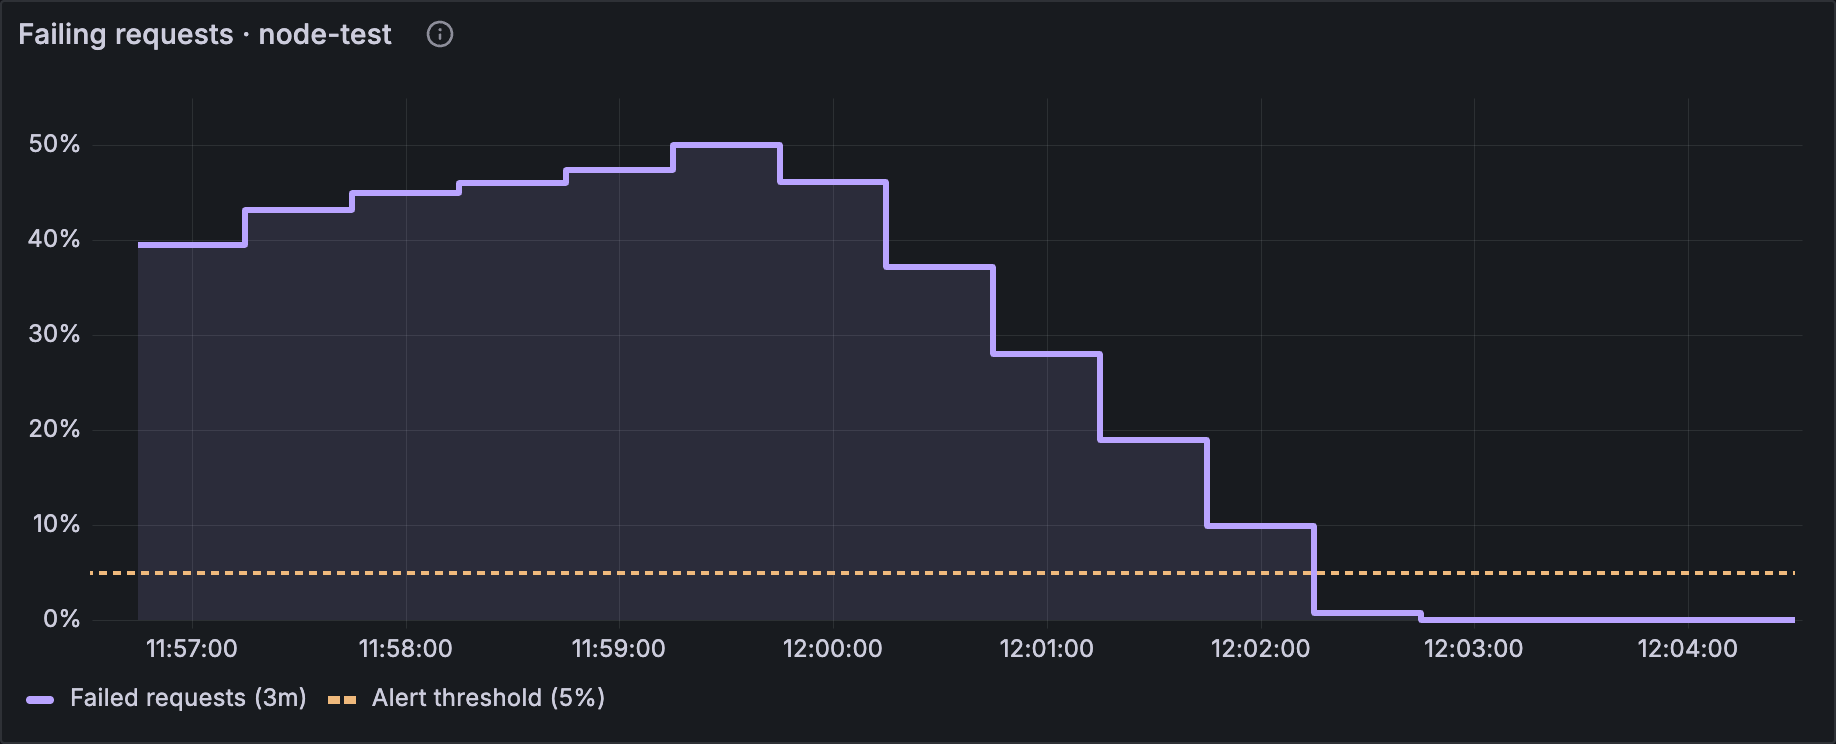 Failing requests · node-test
50%
40%
30%
20%
10%
0%
11:57:00 11:58:00 11:59:00 12:00:00 12:01:00 12:02:00 12:03:00 12:04:00
Failed requests (3m) Alert threshold (5%)